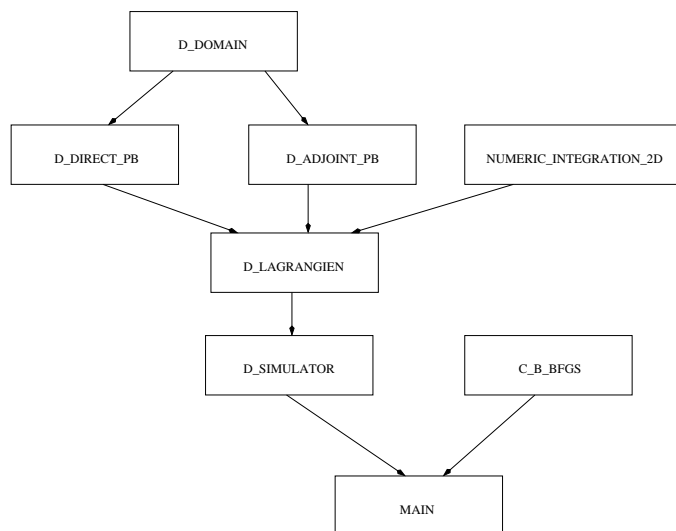 D_DOMAIN
D_DIRECT_PB
D_ADJOINT_PB
NUMERIC_INTEGRATION_2D
D_LAGRANGIEN
D_SIMULATOR
C_B_BFGS
MAIN